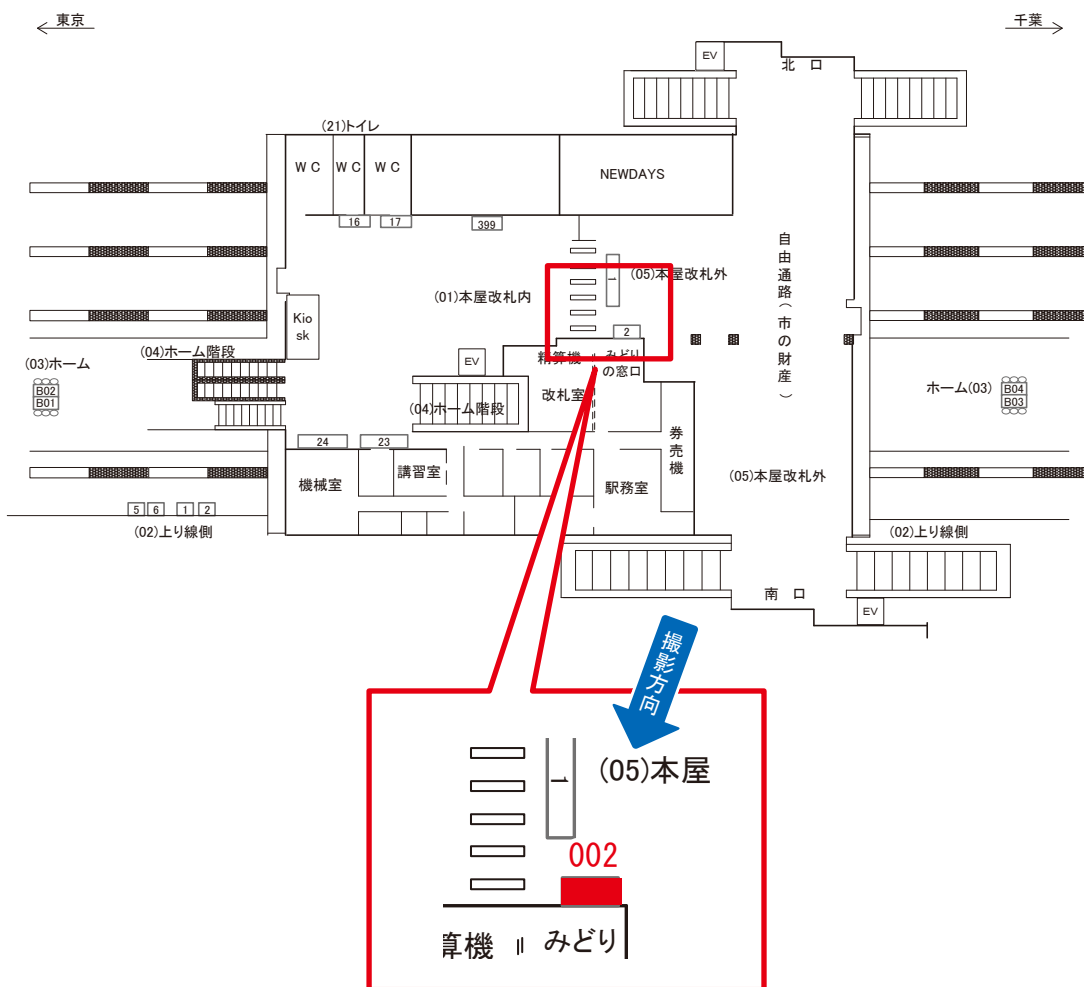 東京
千葉
EV
北 口
(21)トイレ
W C
W C
W C
NEWDAYS
16
17
399
自由通路(市の財産)
1
(05)本屋改札外
(01)本屋改札内
Kio
sk
2
(04)ホーム階段
(03)ホーム
EV
精算機
みどり
の窓口
B02
B01
改札室
(04)ホーム階段
ホーム(03)
B04
B03
券売機
24
23
講習室
機械室
駅務室
(05)本屋改札外
5
6
1
2
(02)上り線側
(02)上り線側
南 口
EV
撮影方向
1
(05)本屋
002
算機
みどり